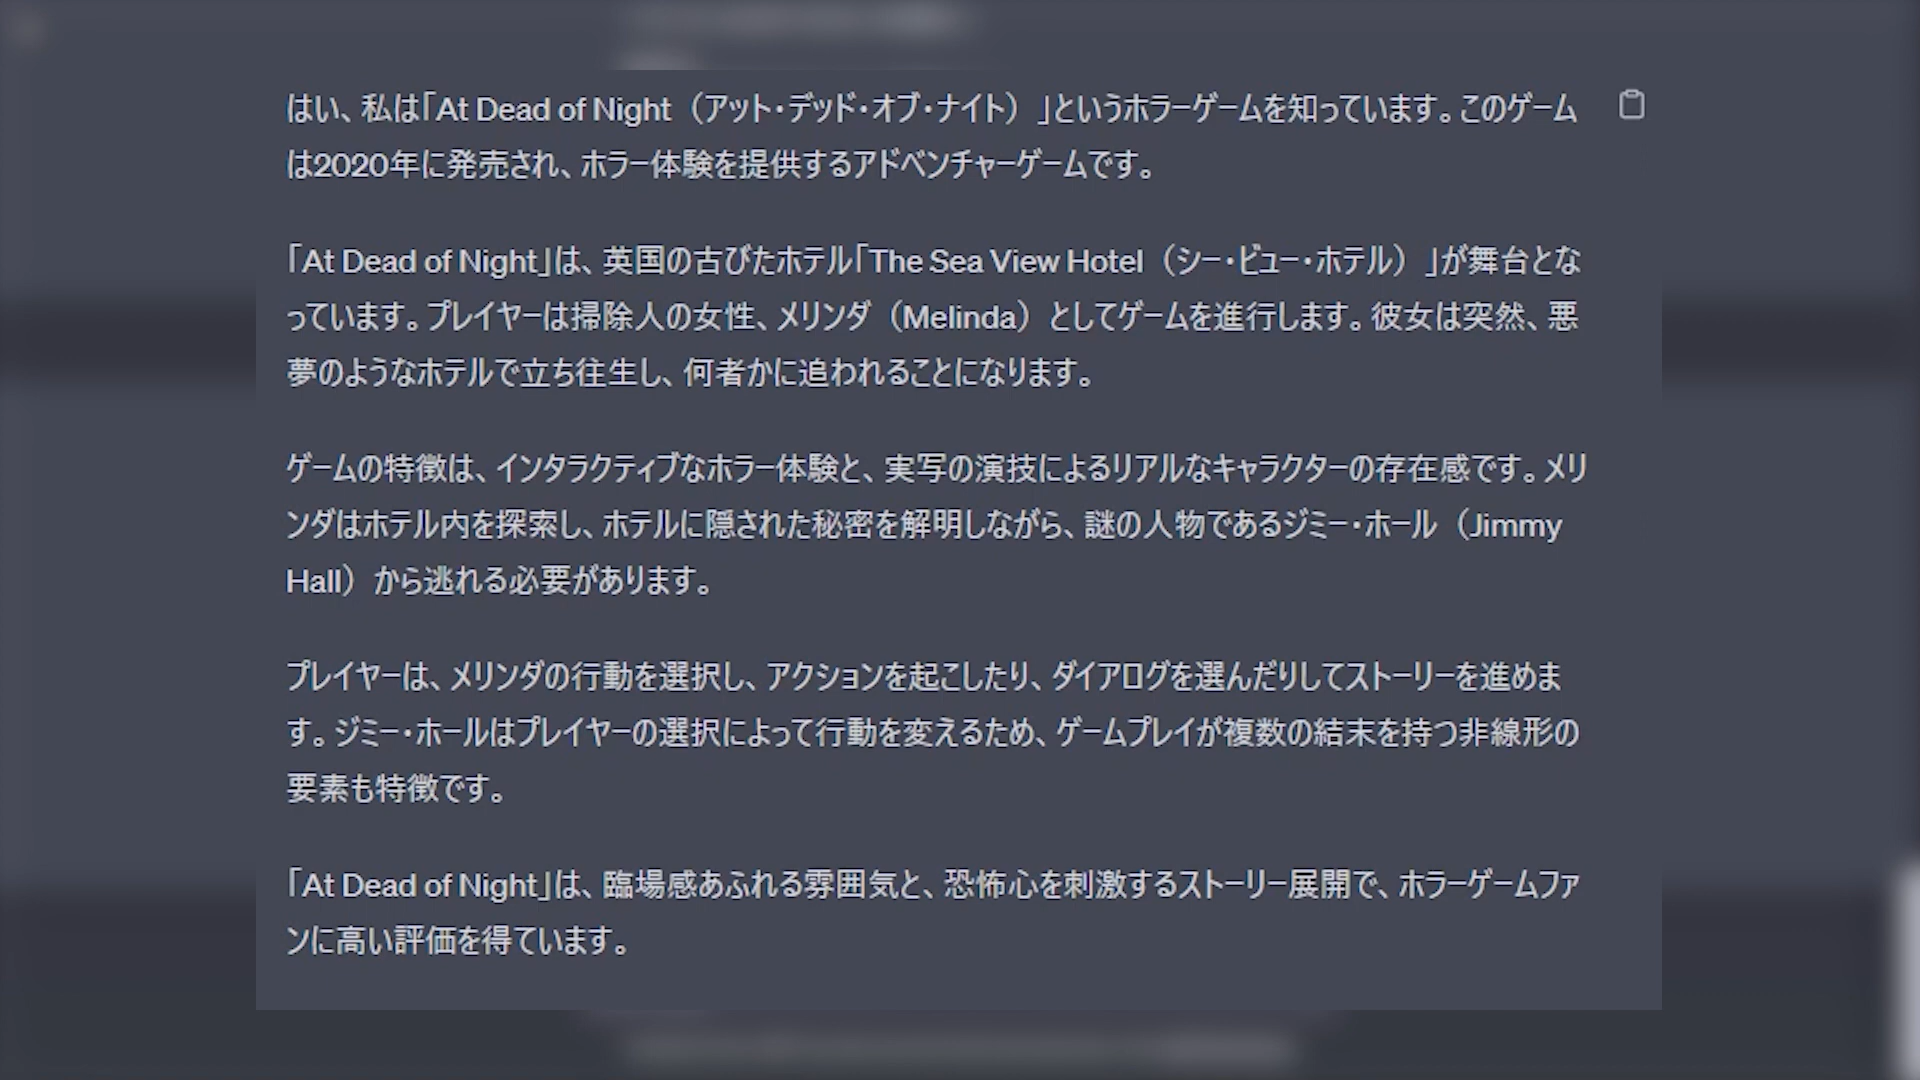 はい、私は「At Dead of Night（アット・デッド・オブ・ナイト）」というホラーゲームを知っています。このゲーム
は2020年に発売され、ホラー体験を提供するアドベンチャーゲームです。
「At Dead of Night」は、英国の古びたホテル「The Sea View Hotel（シー・ビュー・ホテル）」が舞台とな
っています。プレイヤーは掃除人の女性、メリンダ（Melinda）としてゲームを進行します。彼女は突然、悪
夢のようなホテルで立ち往生し、何者かに追われることになります。
ゲームの特徴は、インタラクティブなホラー体験と、実写の演技によるリアルなキャラクターの存在感です。メリ
ンダはホテル内を探索し、ホテルに隠された秘密を解明しながら、謎の人物であるジミー・ホール（Jimmy
Hall）から逃れる必要があります。
プレイヤーは、メリンダの行動を選択し、アクションを起こしたり、ダイアログを選んだりしてストーリーを進めま
す。ジミー・ホールはプレイヤーの選択によって行動を変えるため、ゲームプレイが複数の結末を持つ非線形の
要素も特徴です。
「At Dead of Night」は、臨場感あふれる雰囲気と、恐怖心を刺激するストーリー展開で、ホラーゲームファ
ンに高い評価を得ています。